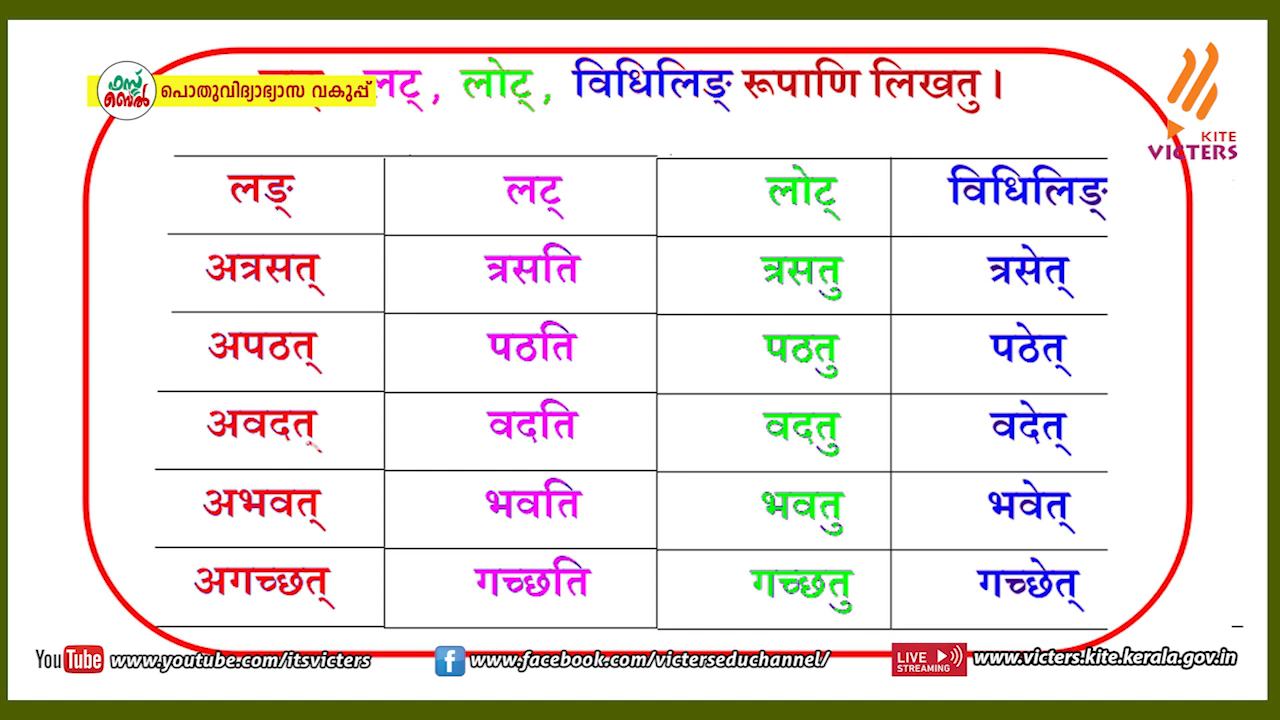 ഫസ്റ്റ് ബെൽ
പൊതുവിദ്യാഭ്യാസ വകുപ്പ്
लट्, लोट्, विधिलिङ् रूपाणि लिखतु ।
KITE
VICTERS
लङ् लट् लोट् विधिलिङ्
अत्रसत् त्रसति त्रसतु त्रसेत्
अपठत् पठति पठतु पठेत्
अवदत् वदति वदतु वदेत्
अभवत् भवति भवतु भवेत्
अगच्छत् गच्छति गच्छतु गच्छेत्
YouTube www.youtube.com/itsvicters f www.facebook.com/victerseduchannel/ LIVE STREAMING www.victers.kite.kerala.gov.in